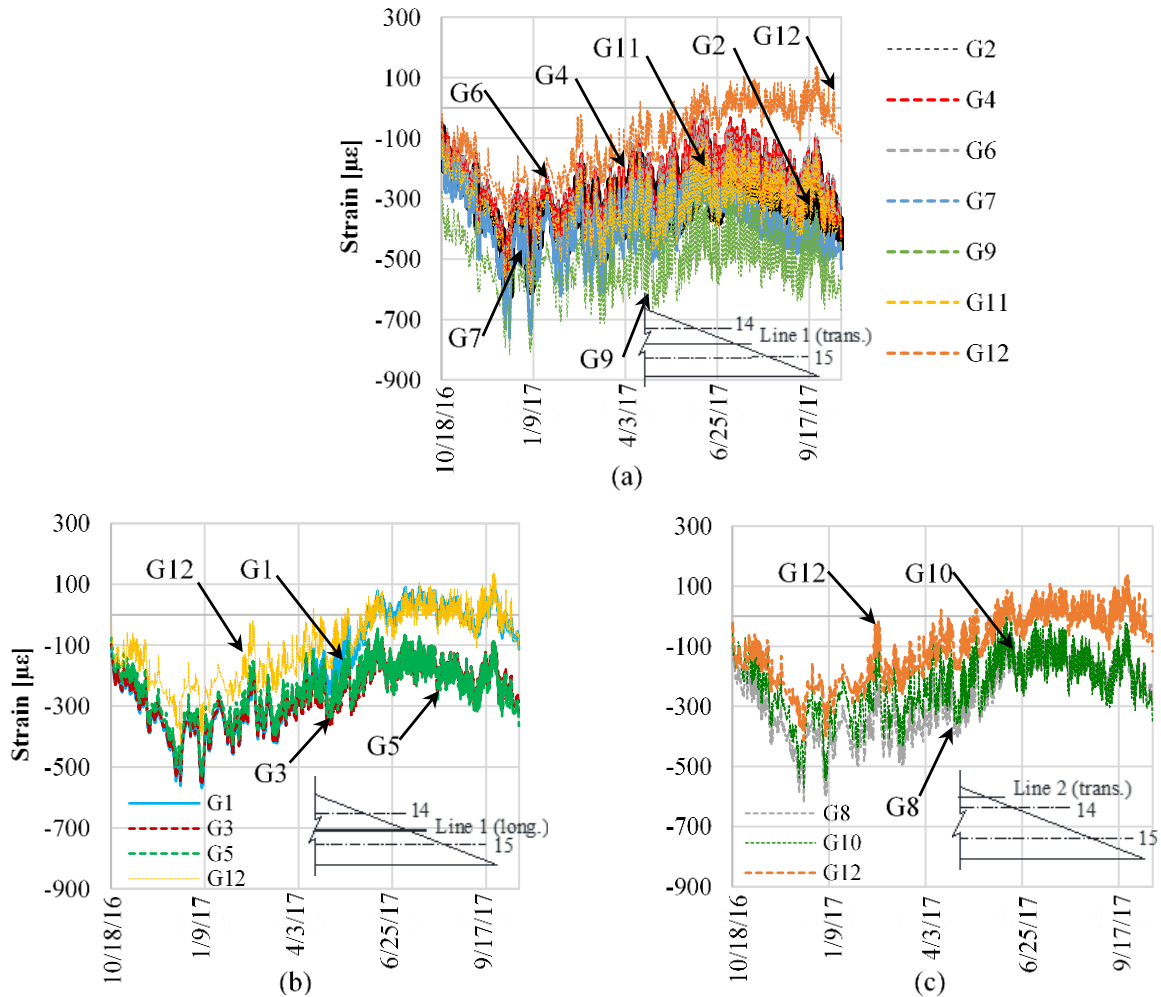 300
100
-100
-300
-500
-700
-900
Strain [με]
G6
G4
G11
G2
G12
G7
G9
14
Line 1 (trans.)
15
10/18/16
1/9/17
4/3/17
6/25/17
9/17/17
G2
G4
G6
G7
G9
G11
G12
(a)
300
100
-100
-300
-500
-700
-900
Strain [με]
G12
G1
G3
G5
G1
G3
G5
G12
14
Line 1 (long.)
15
10/18/16
1/9/17
4/3/17
6/25/17
9/17/17
(b)
300
100
-100
-300
-500
-700
-900
G12
G10
G8
G8
G10
G12
Line 2 (trans.)
14
15
10/18/16
1/9/17
4/3/17
6/25/17
9/17/17
(c)